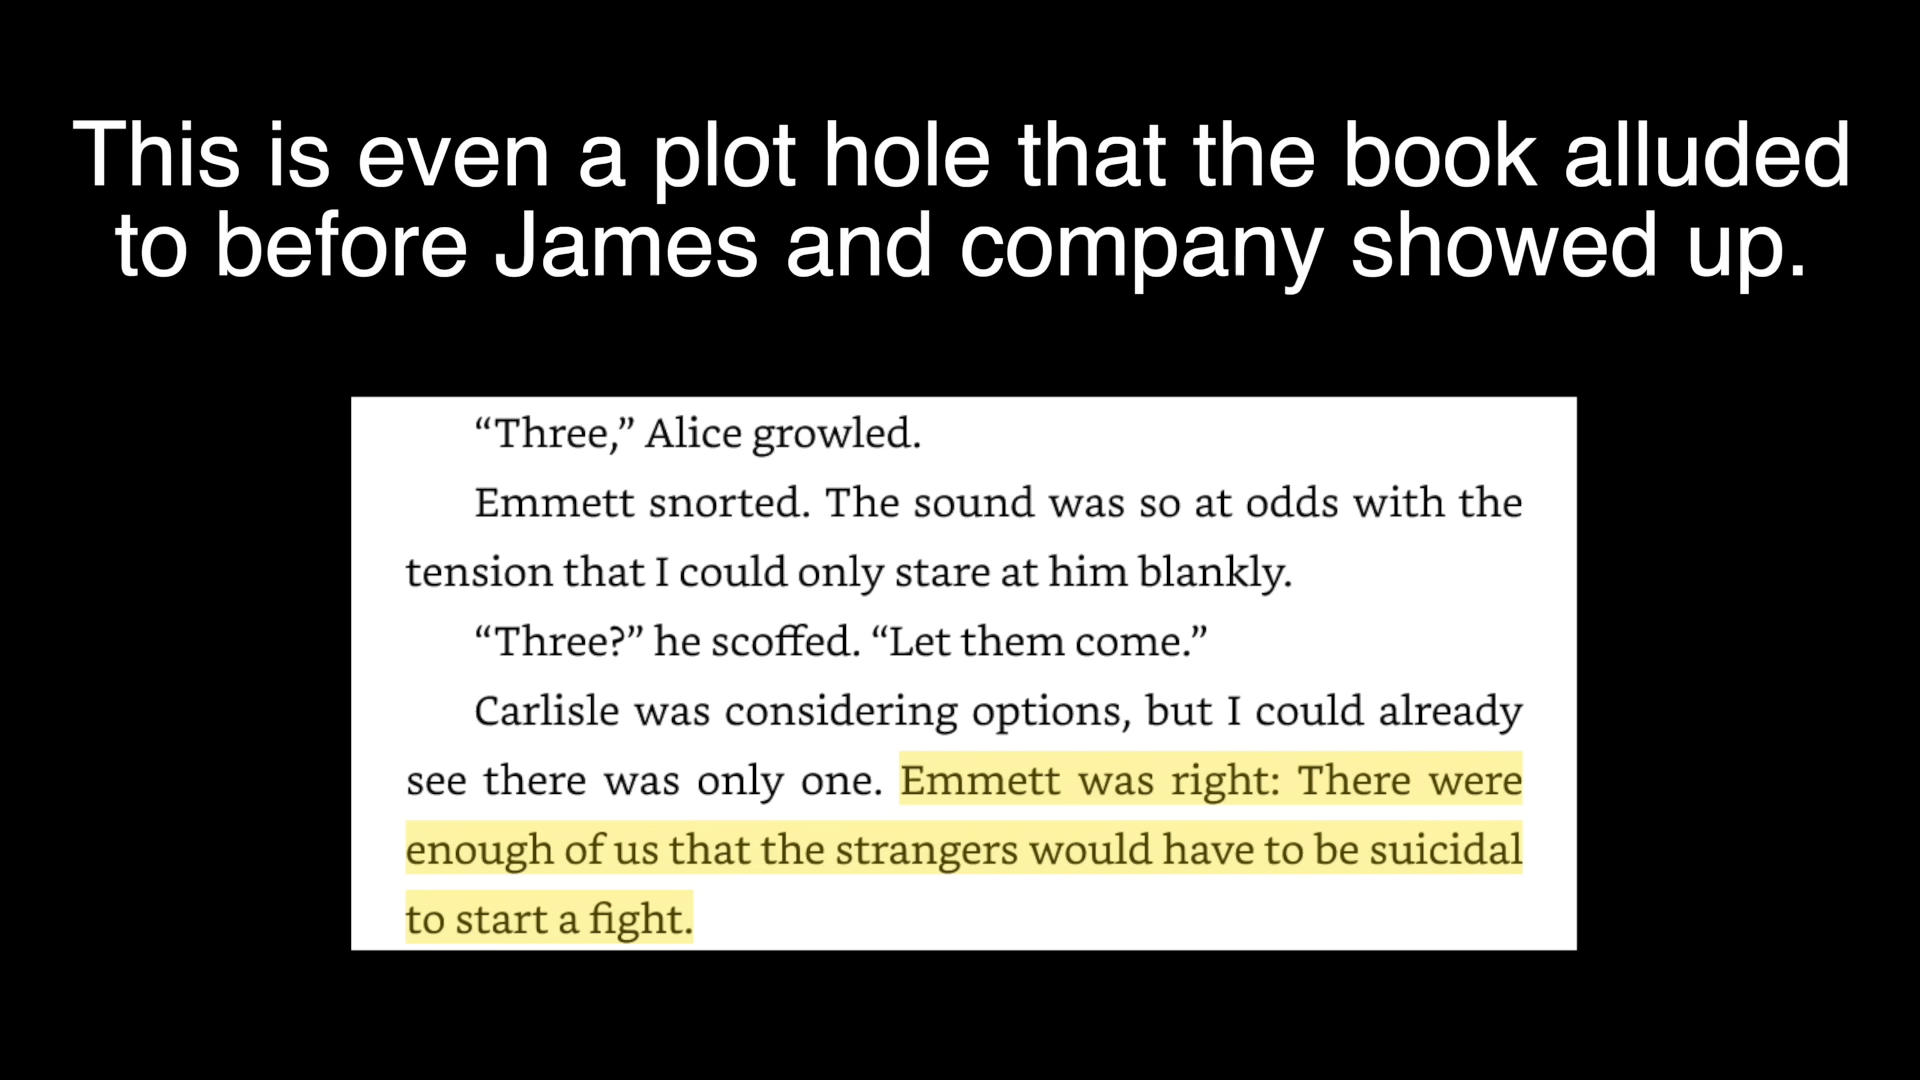 This is even a plot hole that the book alluded
to before James and company showed up.
“Three,” Alice growled.
Emmett snorted. The sound was so at odds with the
tension that I could only stare at him blankly.
“Three?” he scoffed. “Let them come.”
Carlisle was considering options, but I could already
see there was only one. Emmett was right: There were
enough of us that the strangers would have to be suicidal
to start a fight.